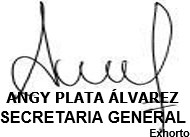 ANGY PLATA ÁLVAREZ
SECRETARIA GENERAL
Exhorto